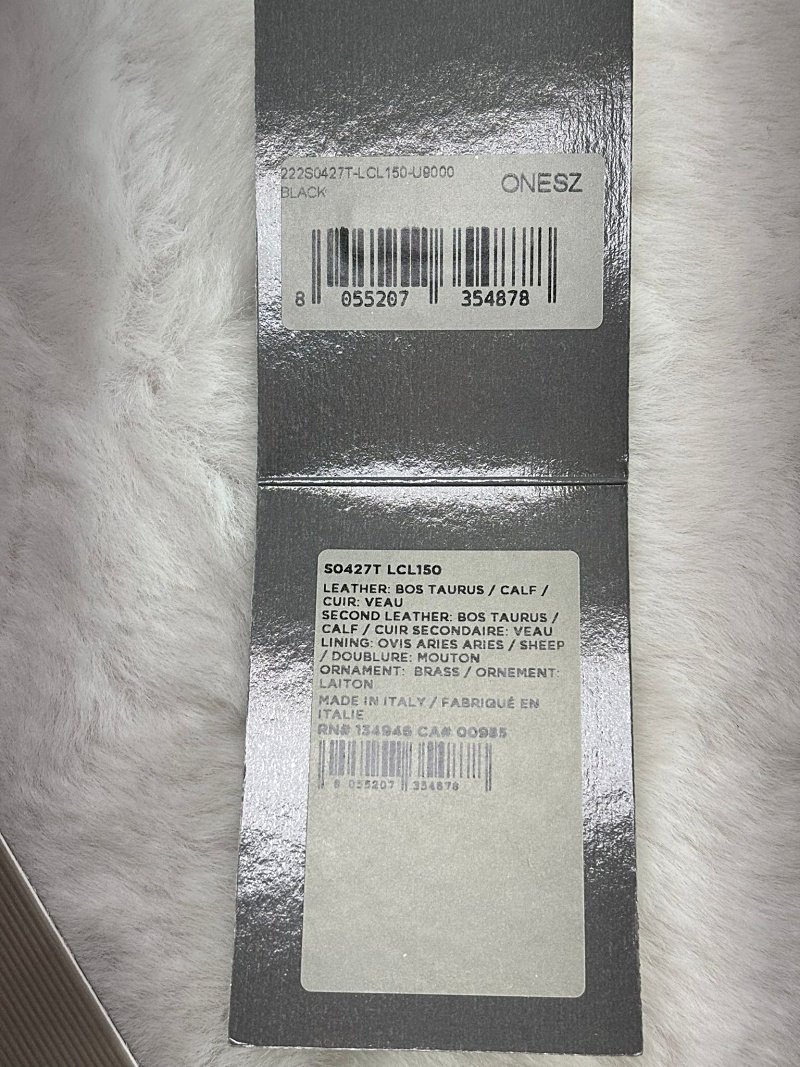 222S0427T-LCL150-U9000
BLACK
ONESZ
8 055207 354878
S0427T LCL150
LEATHER: BOS TAURUS / CALF /
CUIR: VEAU
SECOND LEATHER: BOS TAURUS /
CALF / CUIR SECONDAIRE: VEAU
LINING: OVIS ARIES ARIES / SHEEP
/ DOUBLURE: MOUTON
ORNAMENT: BRASS / ORNEMENT:
LAITON
MADE IN ITALY / FABRIQUÉ EN
ITALIE
RN# 134946 CA# 00985
8 055207 354878